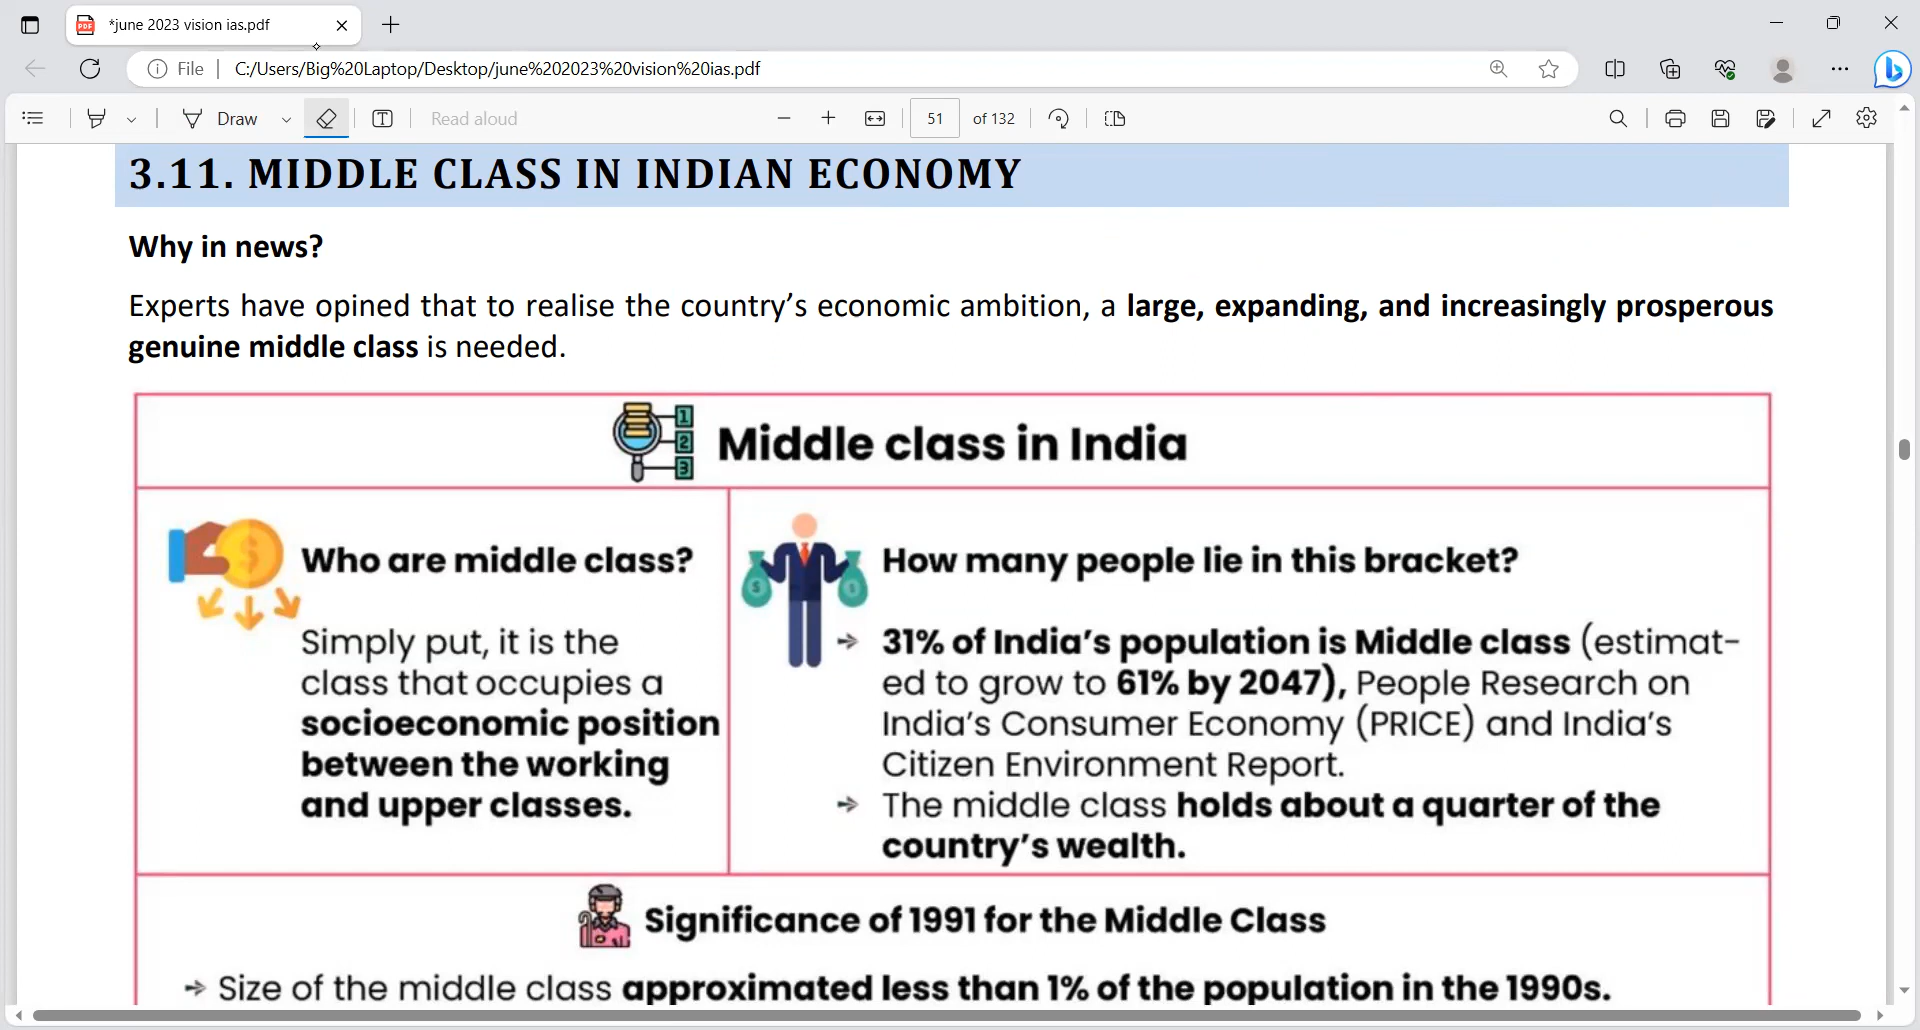 *june 2023 vision ias.pdf
File
C:/Users/Big%20Laptop/Desktop/june%202023%20vision%20ias.pdf
Draw
Read aloud
51 of 132
3.11. MIDDLE CLASS IN INDIAN ECONOMY
Why in news?
Experts have opined that to realise the country's economic ambition, a large, expanding, and increasingly prosperous
genuine middle class is needed.
1
2
3
Middle class in India
Who are middle class?
Simply put, it is the
class that occupies a
socioeconomic position
between the working
and upper classes.
How many people lie in this bracket?
➔ 31% of India's population is Middle class (estimat-
ed to grow to 61% by 2047), People Research on
India's Consumer Economy (PRICE) and India's
Citizen Environment Report.
➔ The middle class holds about a quarter of the
country's wealth.
Significance of 1991 for the Middle Class
➔ Size of the middle class approximated less than 1% of the population in the 1990s.